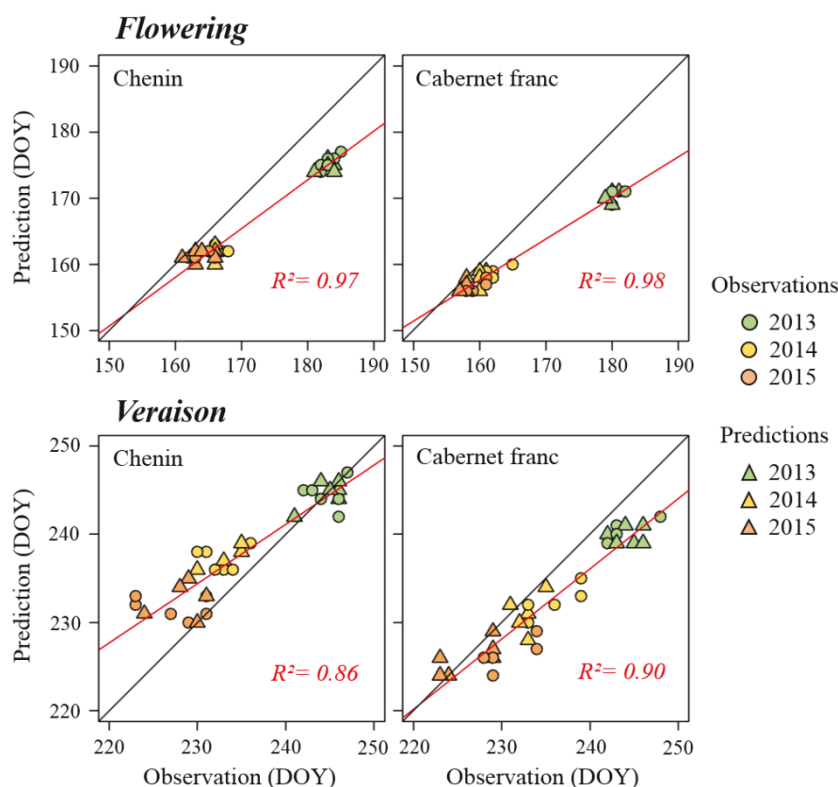 Flowering
Chenin
Cabernet franc
Prediction (DOY)
190
180
170
160
150
R²= 0.97
R²= 0.98
150 160 170 180 190
150 160 170 180 190
Observations
2013
2014
2015
Predictions
2013
2014
2015
Veraison
Chenin
Cabernet franc
Prediction (DOY)
250
240
230
220
R²= 0.86
R²= 0.90
220 230 240 250
220 230 240 250
Observation (DOY)
Observation (DOY)